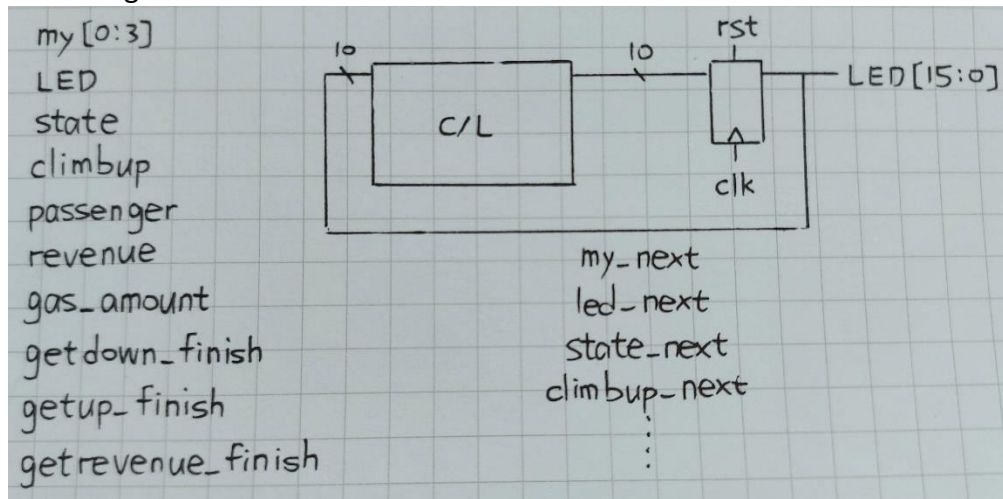 my[0:3]
LED
state
climbup
passenger
revenue
gas_amount
getdown_finish
getup_finish
getrevenue_finish
10
C/L
10
rst
clk
LED[15:0]
my_next
led_next
state_next
climbup_next